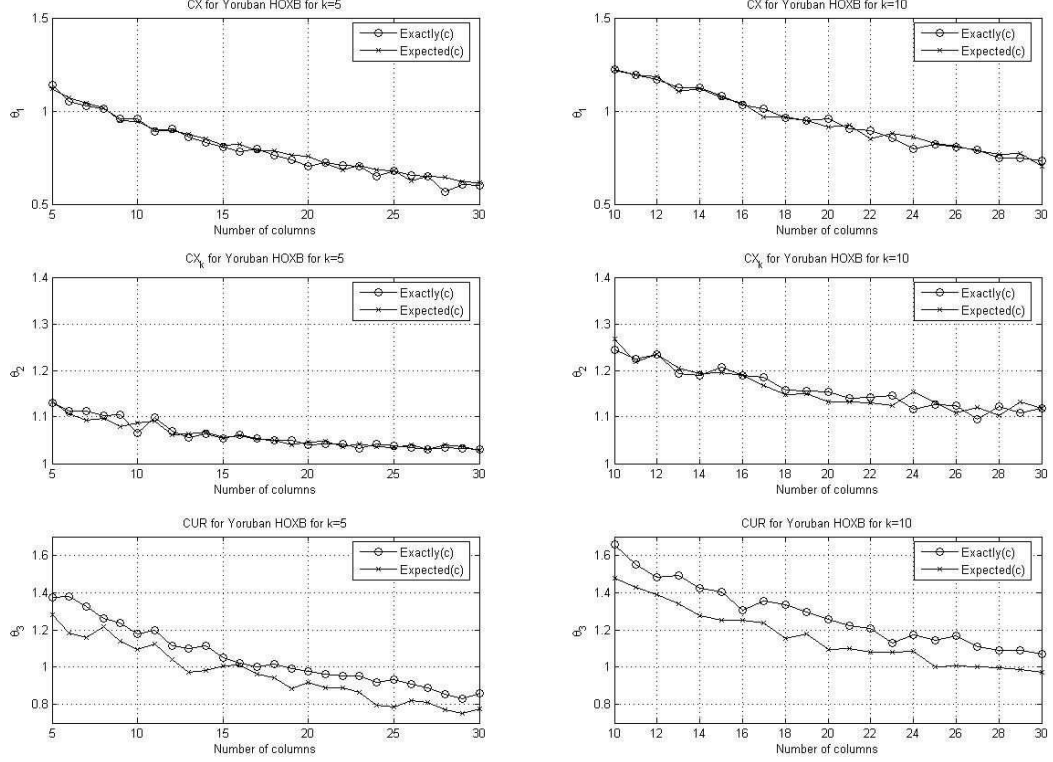 CX for Yoruban HOXB for k=5
1.5
1
0.5
θ1
Exactly(c)
Expected(c)
5 10 15 20 25 30
Number of columns
CX for Yoruban HOXB for k=10
1.5
1
0.5
θ1
Exactly(c)
Expected(c)
10 12 14 16 18 20 22 24 26 28 30
Number of columns
CXk for Yoruban HOXB for k=5
1.4
1.3
1.2
1.1
1
θ2
Exactly(c)
Expected(c)
5 10 15 20 25 30
Number of columns
CXk for Yoruban HOXB for k=10
1.4
1.3
1.2
1.1
1
θ2
Exactly(c)
Expected(c)
10 12 14 16 18 20 22 24 26 28 30
Number of columns
CUR for Yoruban HOXB for k=5
1.6
1.4
1.2
1
0.8
θ3
Exactly(c)
Expected(c)
5 10 15 20 25 30
Number of columns
CUR for Yoruban HOXB for k=10
1.6
1.4
1.2
1
0.8
θ3
Exactly(c)
Expected(c)
10 12 14 16 18 20 22 24 26 28 30
Number of columns